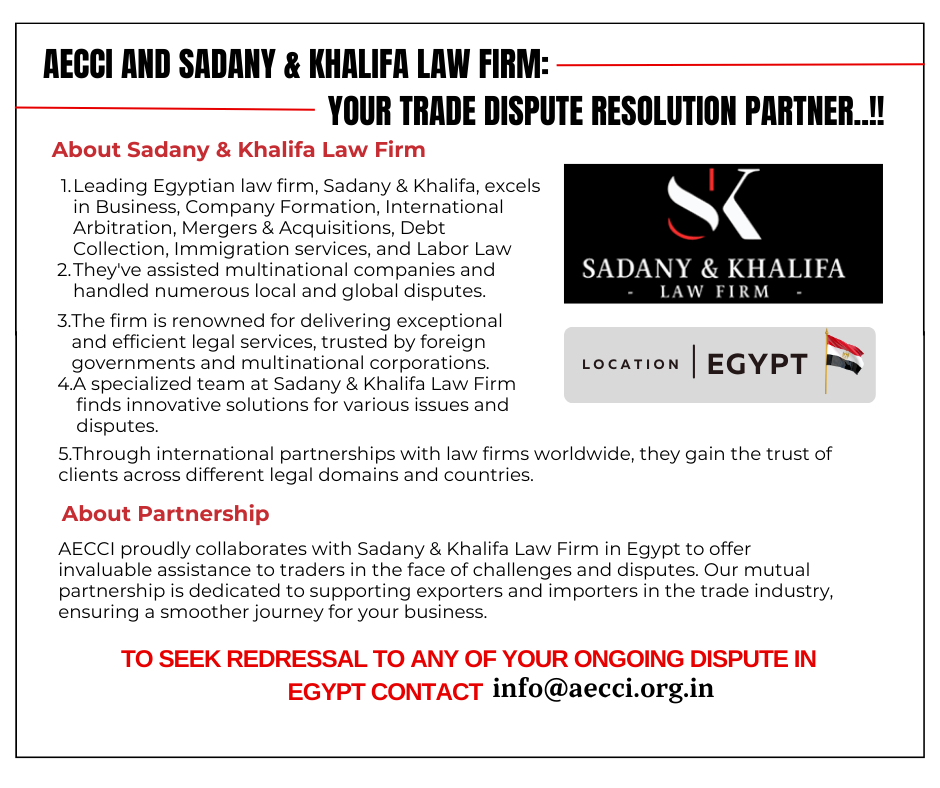 AECCI AND SADANY & KHALIFA LAW FIRM:
YOUR TRADE DISPUTE RESOLUTION PARTNER..!!
About Sadany & Khalifa Law Firm
1.Leading Egyptian law firm, Sadany & Khalifa, excels
in Business, Company Formation, International
Arbitration, Mergers & Acquisitions, Debt
Collection, Immigration services, and Labor Law
2.They've assisted multinational companies and
handled numerous local and global disputes.
3.The firm is renowned for delivering exceptional
and efficient legal services, trusted by foreign
governments and multinational corporations.
4.A specialized team at Sadany & Khalifa Law Firm
finds innovative solutions for various issues and
disputes.
SK
SADANY & KHALIFA
- LAW FIRM -
LOCATION | EGYPT
5.Through international partnerships with law firms worldwide, they gain the trust of
clients across different legal domains and countries.
About Partnership
AECCI proudly collaborates with Sadany & Khalifa Law Firm in Egypt to offer
invaluable assistance to traders in the face of challenges and disputes. Our mutual
partnership is dedicated to supporting exporters and importers in the trade industry,
ensuring a smoother journey for your business.
TO SEEK REDRESSAL TO ANY OF YOUR ONGOING DISPUTE IN
EGYPT CONTACT info@aecci.org.in